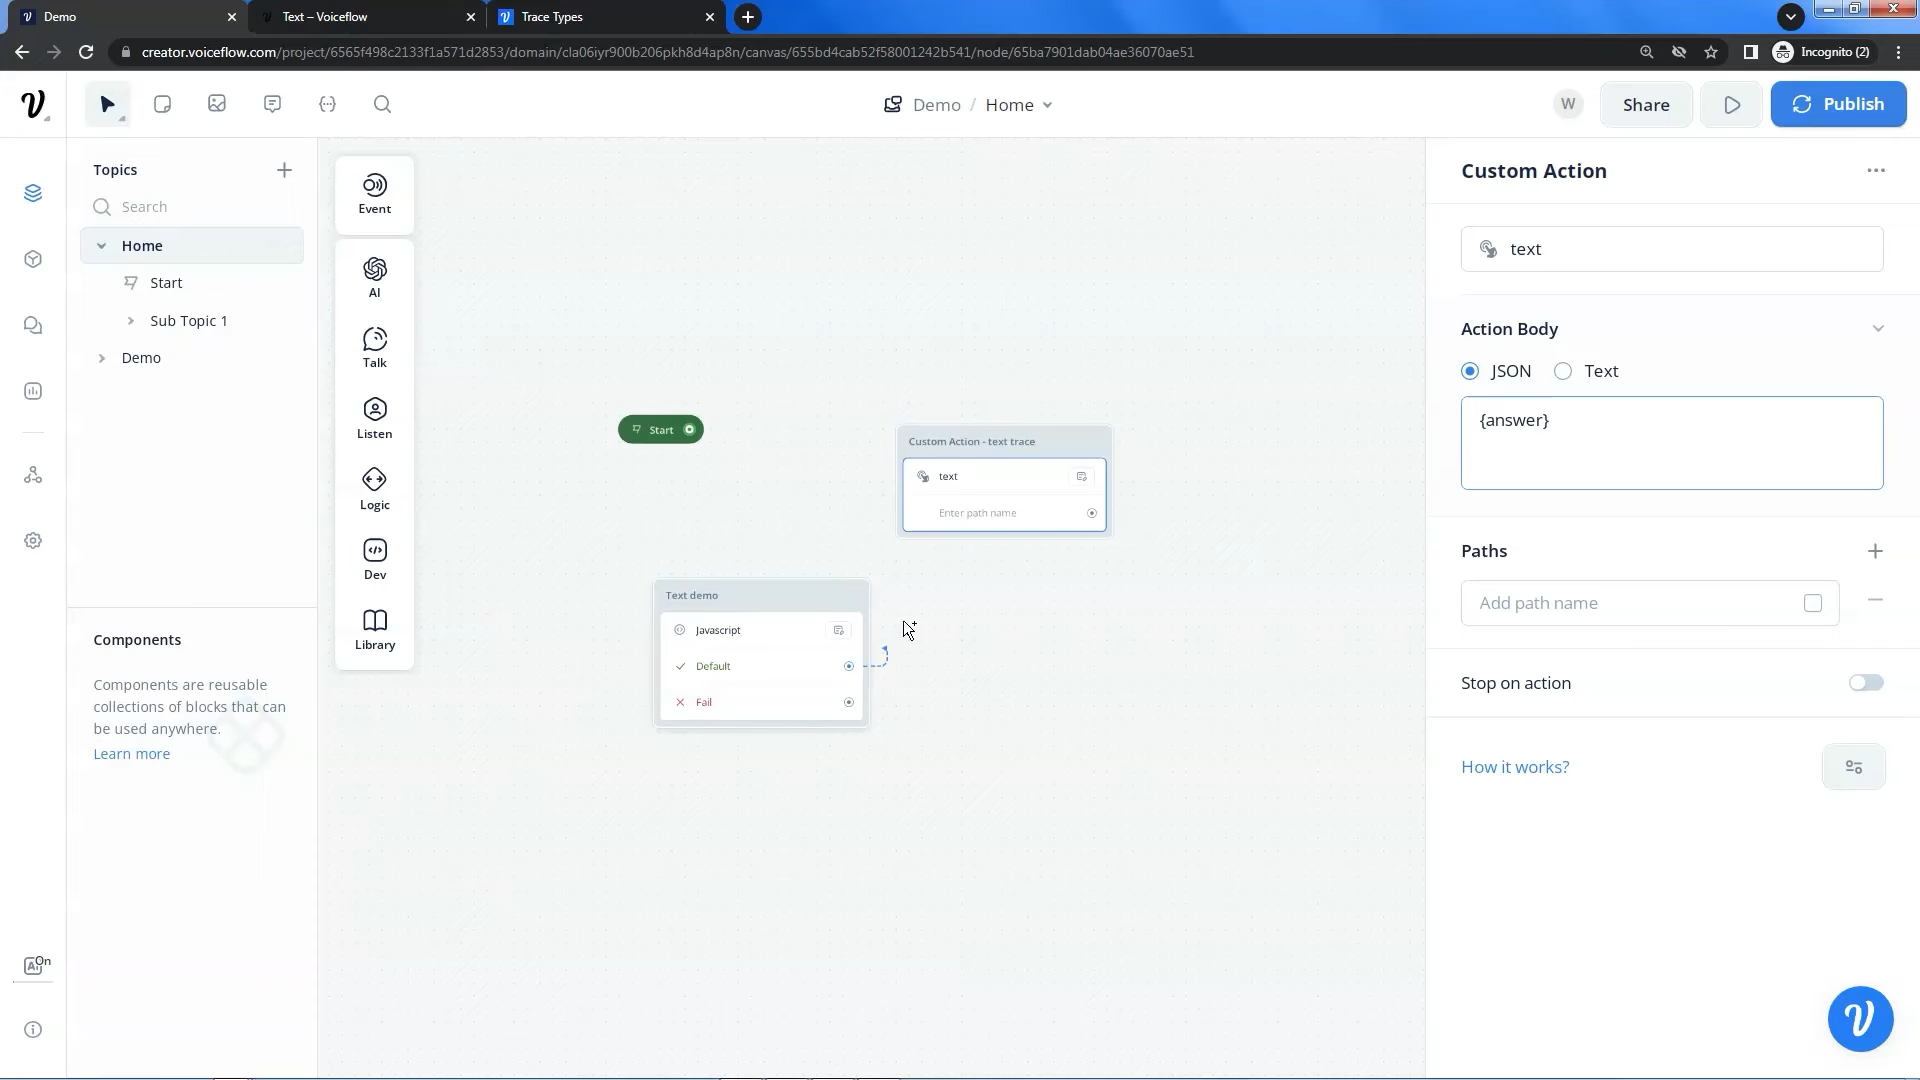 Demo
Text – Voiceflow
Trace Types
creator.voiceflow.com/project/6565f498c2133f1a571d2853/domain/cla06iyr900b206pkh8d4ap8n/canvas/655bd4cab52f58001242b541/node/65ba7901dab04ae36070ae51
Incognito (2)
Demo / Home
W
Share
Publish
Topics
Search
Home
Start
Sub Topic 1
Demo
Components
Components are reusable
collections of blocks that can
be used anywhere.
Learn more
On
Event
AI
Talk
Listen
Logic
Dev
Library
Start
Custom Action - text trace
text
Enter path name
Text demo
Javascript
Default
Fail
Custom Action
text
Action Body
JSON
Text
{answer}
Paths
Add path name
Stop on action
How it works?